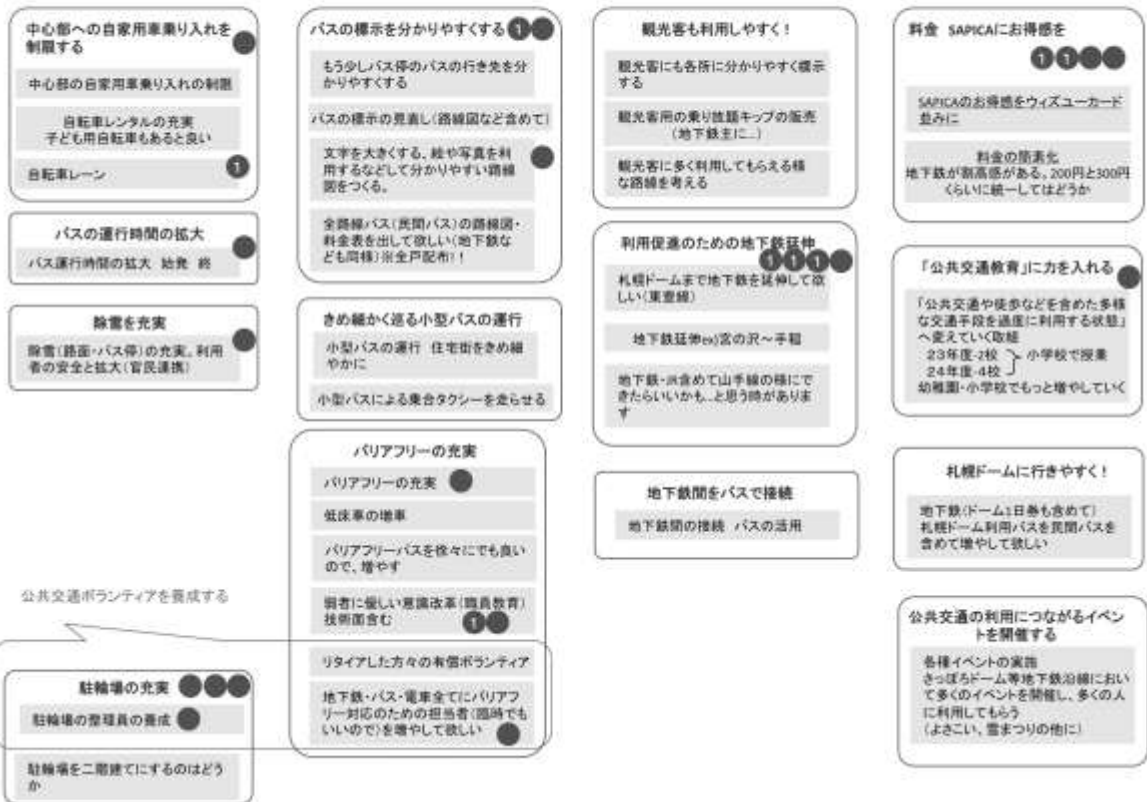 中心部への自家用車乗り入れを
制限する
中心部の自家用車乗り入れの制限
自転車レンタルの充実
子ども用自転車もあると良い
自転車レーン
1
バスの運行時間の拡大
バス運行時間の拡大 始発 終
除雪を充実
除雪(路面・バス停)の充実。利用
者の安全と拡大(官民連携)
公共交通ボランティアを養成する
駐輪場の充実
駐輪場の整理員の養成
駐輪場を二階建てにするのはどう
か
バスの標示を分かりやすくする
1
もう少しバス停のバスの行き先を分
かりやすくする
バスの標示の見直し(路線図など含めて)
文字を大きくする、絵や写真を利
用するなどして分かりやすい路線
図をつくる。
全路線バス(民間バス)の路線図・
料金表を出して欲しい(地下鉄な
ども同様)※全戸配布!!
きめ細かく巡る小型バスの運行
小型バスの運行 住宅街をきめ細
やかに
小型バスによる乗合タクシーを走らせる
バリアフリーの充実
バリアフリーの充実
低床車の増車
バリアフリーバスを徐々にでも良い
ので、増やす
弱者に優しい意識改革(職員教育)
技術面含む
1
リタイアした方々の有償ボランティア
地下鉄・バス・電車全てにバリアフ
リー対応のための担当者(臨時でも
いいので)を増やして欲しい
観光客も利用しやすく!
観光客にも各所に分かりやすく標示
する
観光客用の乗り放題キップの販売
(地下鉄主に…)
観光客に多く利用してもらえる様
な路線を考える
利用促進のための地下鉄延伸
1 1 1
札幌ドームまで地下鉄を延伸して欲
しい(東豊線)
地下鉄延伸ex)宮の沢～手稲
地下鉄・JR含めて山手線の様にで
きたらいいかも…と思う時がありま
す
地下鉄間をバスで接続
地下鉄間の接続 バスの活用
料金 SAPICAにお得感を
1 1
SAPICAのお得感をウィズユーカード
並みに
料金の簡素化
地下鉄が割高感がある。200円と300円
くらいに統一してはどうか
「公共交通教育」に力を入れる
「公共交通や徒歩などを含めた多様
な交通手段を過度に利用する状態」
へ変えていく取組
23年度-2校
24年度-4校
小学校で授業
幼稚園・小学校でもっと増やしていく
札幌ドームに行きやすく!
地下鉄(ドーム1日券も含めて)
札幌ドーム利用バスを民間バスを
含めて増やして欲しい
公共交通の利用につながるイベン
トを開催する
各種イベントの実施
さっぽろドーム等地下鉄沿線におい
て多くのイベントを開催し、多くの人
に利用してもらう
(よさこい、雪まつりの他に)